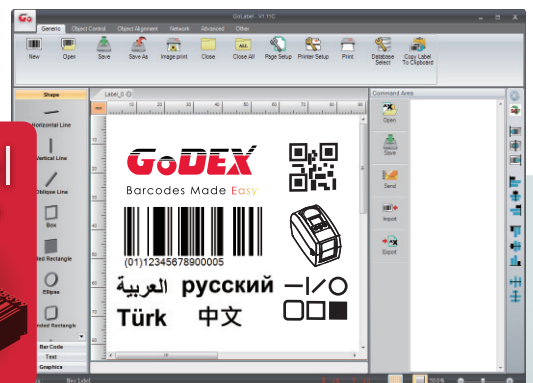 GoLabel - V1.11C
Generic Object Control Object Alignment Network Advanced Other
New Open Save Save As Image print Close Close All Page Setup Printer Setup Print Database Select Copy Label To Clipboard
Shape
Label_0
Command Area
Horizontal Line
Vertical Line
Oblique Line
Box
Ellipse
Bar Code
Text
Graphics
GoDEX
Barcodes Made Easy
(01)12345678900005
العربية русский
Türk 中文
Open
Save
Send
Import
Export